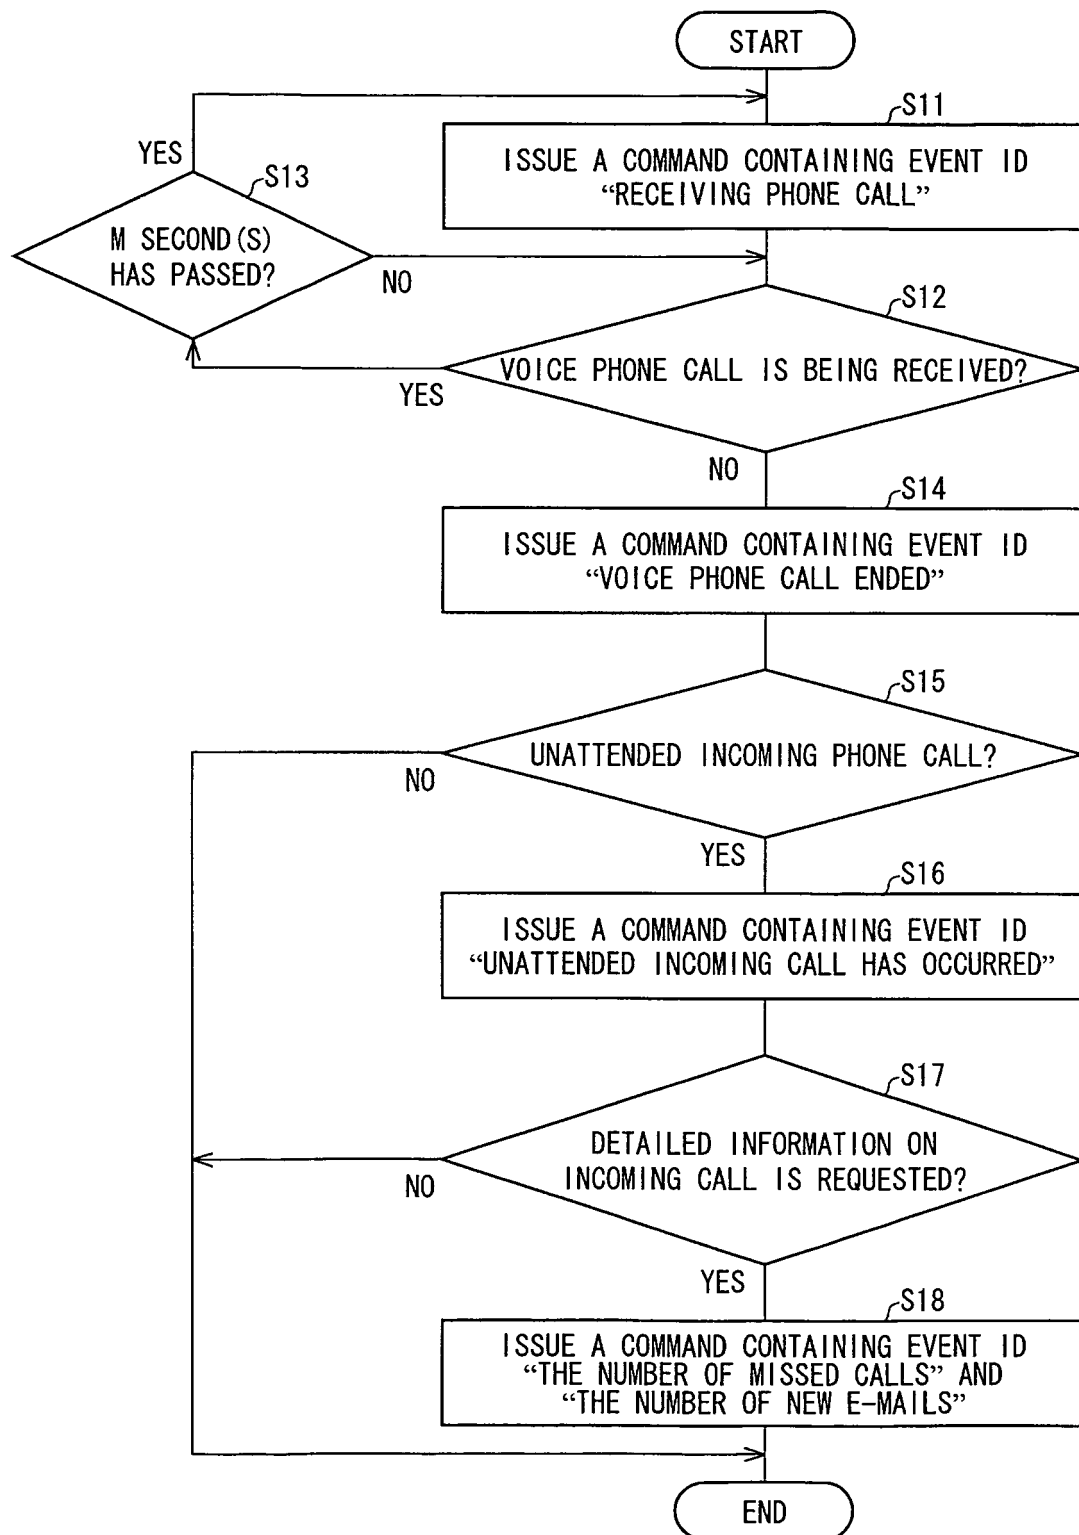 START
S11
ISSUE A COMMAND CONTAINING EVENT ID
“RECEIVING PHONE CALL”
YES
S13
M SECOND(S)
HAS PASSED?
NO
S12
VOICE PHONE CALL IS BEING RECEIVED?
YES
NO
S14
ISSUE A COMMAND CONTAINING EVENT ID
“VOICE PHONE CALL ENDED”
S15
UNATTENDED INCOMING PHONE CALL?
NO
YES
S16
ISSUE A COMMAND CONTAINING EVENT ID
“UNATTENDED INCOMING CALL HAS OCCURRED”
S17
DETAILED INFORMATION ON
INCOMING CALL IS REQUESTED?
NO
YES
S18
ISSUE A COMMAND CONTAINING EVENT ID
“THE NUMBER OF MISSED CALLS” AND
“THE NUMBER OF NEW E-MAILS”
END